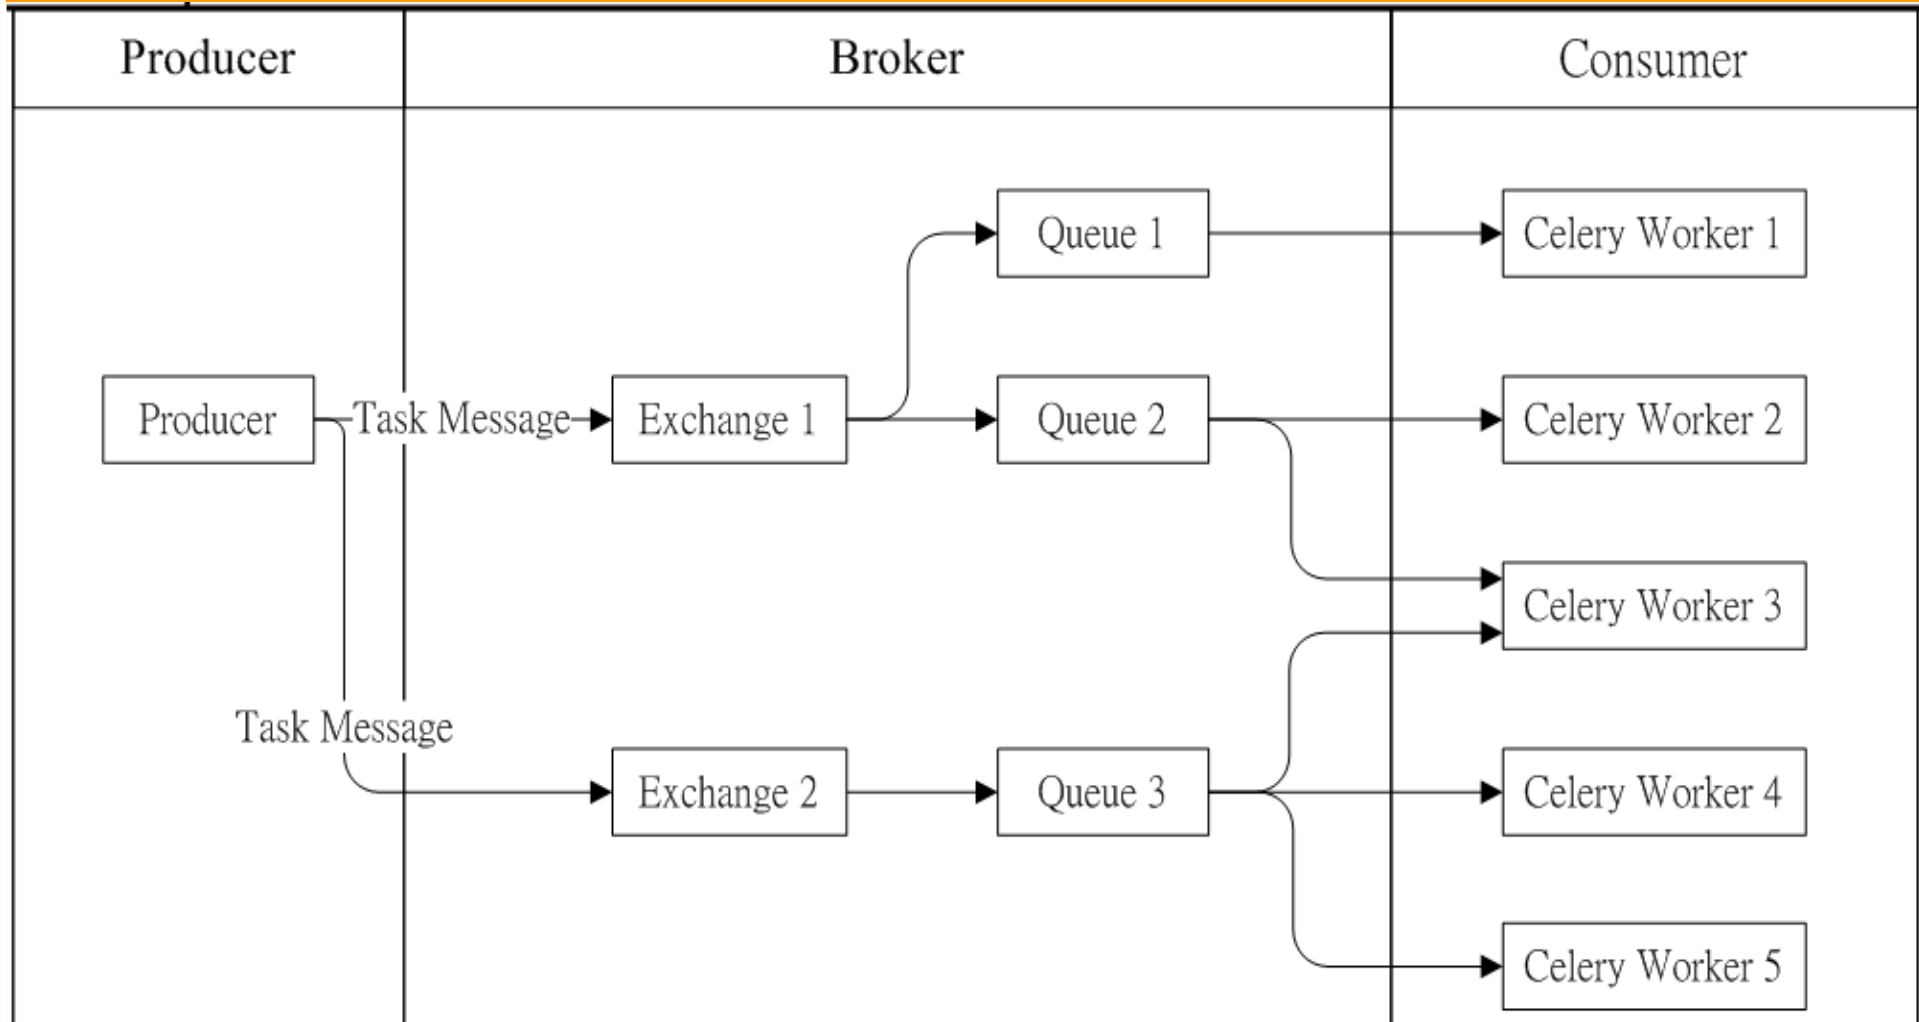 Producer
Broker
Consumer
Queue 1
Celery Worker 1
Producer
Task Message
Exchange 1
Queue 2
Celery Worker 2
Celery Worker 3
Task Message
Exchange 2
Queue 3
Celery Worker 4
Celery Worker 5